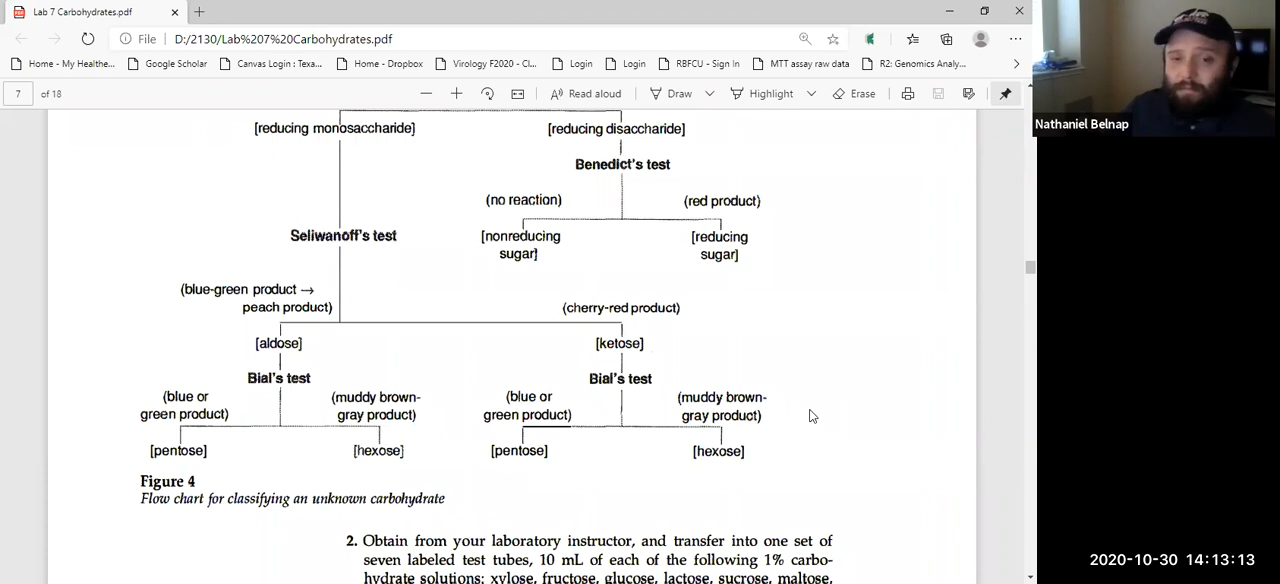 Lab 7 Carbohydrates.pdf
File
D:/2130/Lab%207%20Carbohydrates.pdf
Home - My Healthe...
Google Scholar
Canvas Login : Texa...
Home - Dropbox
Virology F2020 - Cl...
Login
Login
RBFCU - Sign In
MTT assay raw data
R2: Genomics Analy...
7
of 18
Read aloud
Draw
Highlight
Erase
Nathaniel Belnap
[reducing monosaccharide]
[reducing disaccharide]
Benedict's test
(no reaction)
(red product)
[nonreducing
sugar]
[reducing
sugar]
Seliwanoff's test
(blue-green product →
peach product)
(cherry-red product)
[aldose]
[ketose]
Bial's test
Bial's test
(blue or
green product)
(muddy brown-
gray product)
(blue or
green product)
(muddy brown-
gray product)
[pentose]
[hexose]
[pentose]
[hexose]
Figure 4
Flow chart for classifying an unknown carbohydrate
2. Obtain from your laboratory instructor, and transfer into one set of
seven labeled test tubes, 10 mL of each of the following 1% carbo-
hydrate solutions: xylose, fructose, glucose, lactose, sucrose, maltose,
2020-10-30 14:13:13